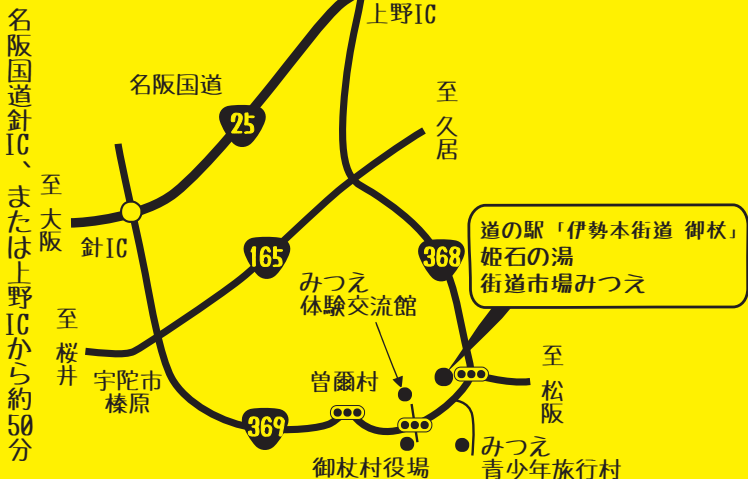 名阪国道針IC、または上野ICから約50分
上野IC
名阪国道
25
至 久居
至 大阪
針IC
165
368
道の駅「伊勢本街道 御杖」
姫石の湯
街道市場みつえ
みつえ
体験交流館
至 桜井
宇陀市
榛原
曽爾村
至 松阪
369
御杖村役場
みつえ
青少年旅行村